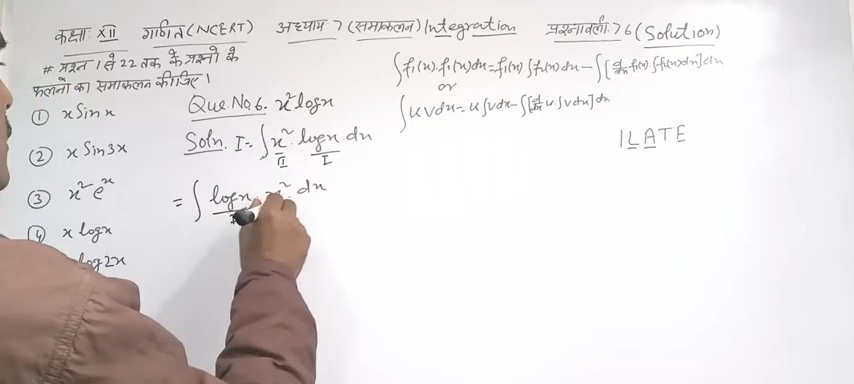 कक्षा XII गणित (NCERT) अध्याय 7 (समाकलन) Integration प्रश्नावली 7.6 (Solution)
# प्रश्न 1 से 22 तक के प्रश्नो के
फलनो का समाकलन कीजिए।
① x Sin x
② x Sin 3x
③ x² eˣ
④ x log x
log 2x
Que. No 6. x² log x
Soln. I = ∫ x² . log x dx
II I
= ∫ log x . x² . dx
∫ f₁(x) . f₂(x) dx = f₁(x) ∫ f₂(x) dx − ∫ [d/dx f₁(x) ∫ f₂(x) dx] dx
or
∫ u v dx = u ∫ v dx − ∫ [d/dx u . ∫ v dx] dx
I L A T E